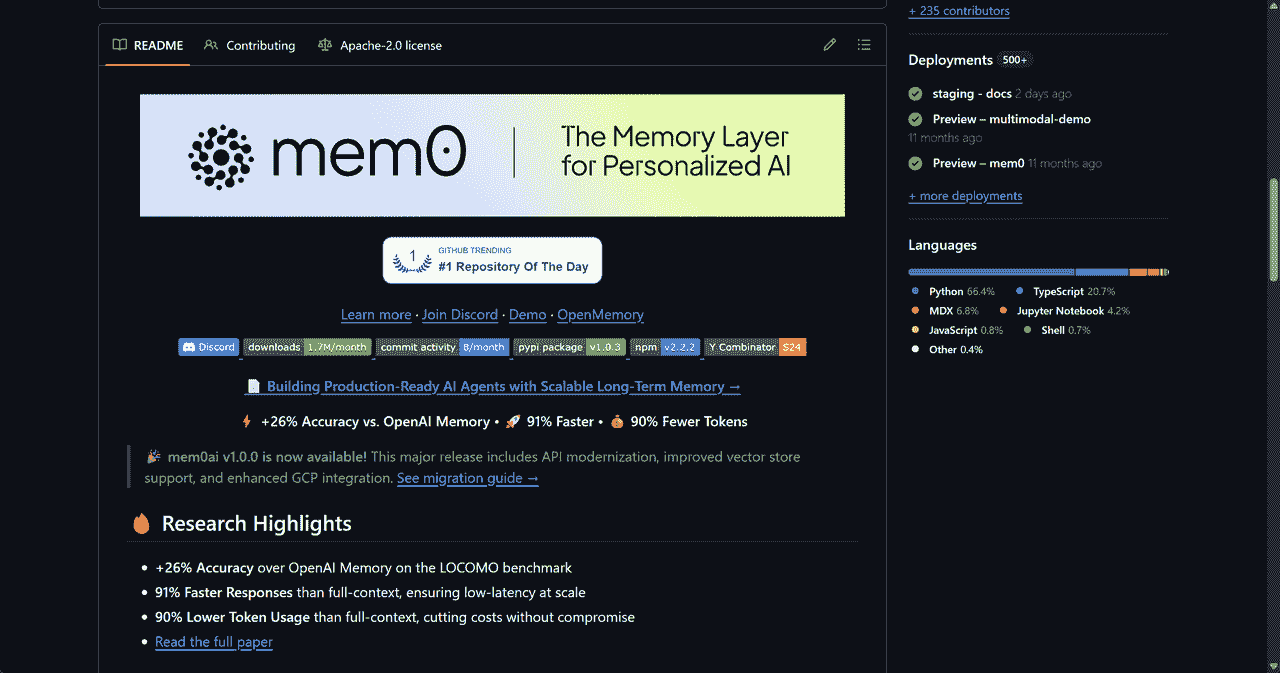 README
Contributing
Apache-2.0 license
mem0
The Memory Layer
for Personalized AI
1
GITHUB TRENDING
#1 Repository Of The Day
Learn more · Join Discord · Demo · OpenMemory
Discord downloads 1.7M/month commit activity 8/month pypi package v1.0.3 npm v2.2.2 Y Combinator S24
Building Production-Ready AI Agents with Scalable Long-Term Memory →
⚡ +26% Accuracy vs. OpenAI Memory • 🚀 91% Faster • 💰 90% Fewer Tokens
🎉 mem0ai v1.0.0 is now available! This major release includes API modernization, improved vector store
support, and enhanced GCP integration. See migration guide →
🔥 Research Highlights
• +26% Accuracy over OpenAI Memory on the LOCOMO benchmark
• 91% Faster Responses than full-context, ensuring low-latency at scale
• 90% Lower Token Usage than full-context, cutting costs without compromise
• Read the full paper
+ 235 contributors
Deployments 500+
staging - docs 2 days ago
Preview – multimodal-demo
11 months ago
Preview – mem0 11 months ago
+ more deployments
Languages
Python 66.4% TypeScript 20.7%
MDX 6.8% Jupyter Notebook 4.2%
JavaScript 0.8% Shell 0.7%
Other 0.4%